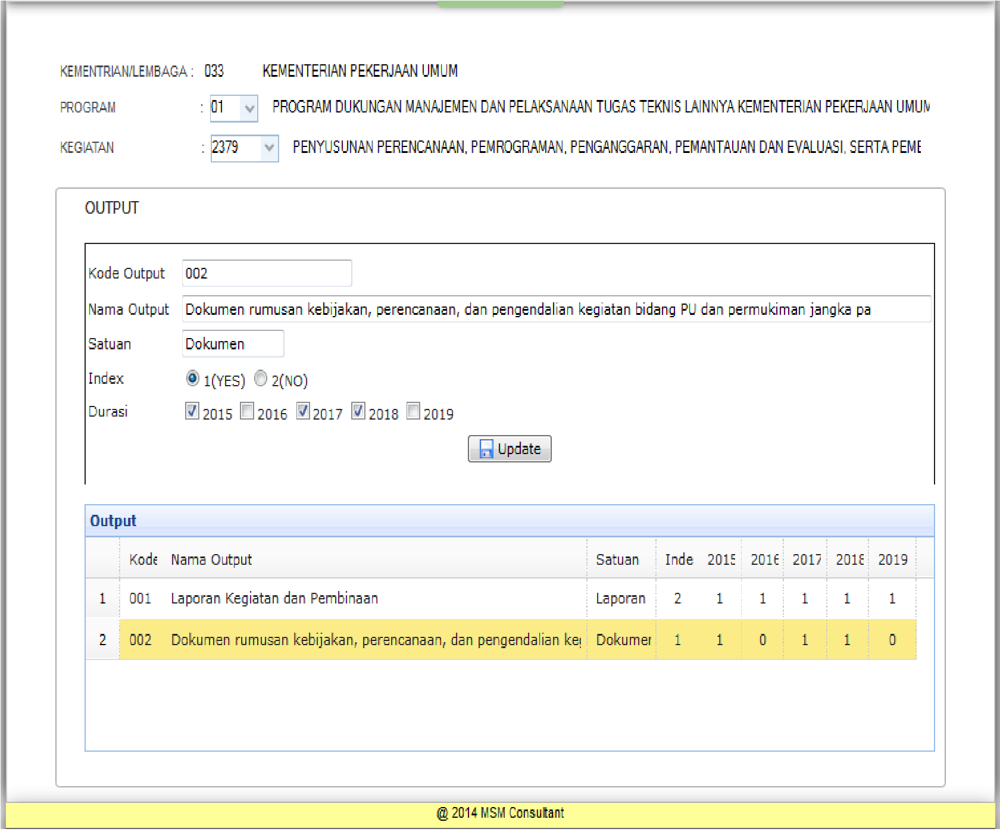 KEMENTRIAN/LEMBAGA : 033 KEMENTERIAN PEKERJAAN UMUM
PROGRAM : 01 PROGRAM DUKUNGAN MANAJEMEN DAN PELAKSANAAN TUGAS TEKNIS LAINNYA KEMENTERIAN PEKERJAAN UMUM
KEGIATAN : 2379 PENYUSUNAN PERENCANAAN, PEMROGRAMAN, PENGANGGARAN, PEMANTAUAN DAN EVALUASI, SERTA PEME
OUTPUT
Kode Output 002
Nama Output Dokumen rumusan kebijakan, perencanaan, dan pengendalian kegiatan bidang PU dan permukiman jangka pa
Satuan Dokumen
Index 1(YES) 2(NO)
Durasi 2015 2016 2017 2018 2019
Update
Output
Kode Nama Output Satuan Inde 2015 2016 2017 2018 2019
1 001 Laporan Kegiatan dan Pembinaan Laporan 2 1 1 1 1 1
2 002 Dokumen rumusan kebijakan, perencanaan, dan pengendalian keg Dokumen 1 1 0 1 1 0
@ 2014 MSM Consultant